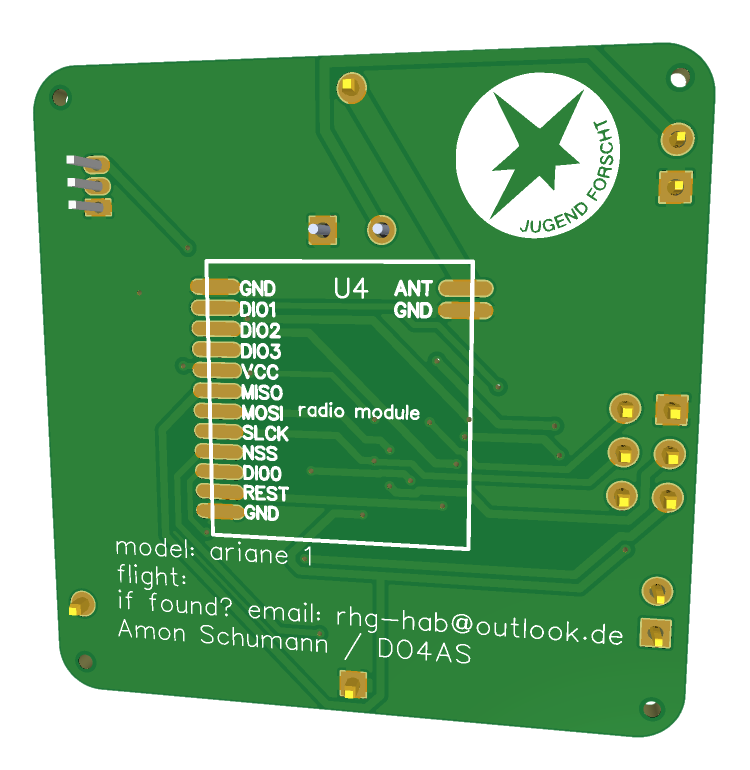 JUGEND FORSCHT
U4
GND
ANT
DIO1
GND
DIO2
DIO3
VCC
MISO
MOSI
radio module
SLCK
NSS
DIO0
REST
GND
model: ariane 1
flight:
if found? email: rhg-hab@outlook.de
Amon Schumann / DO4AS